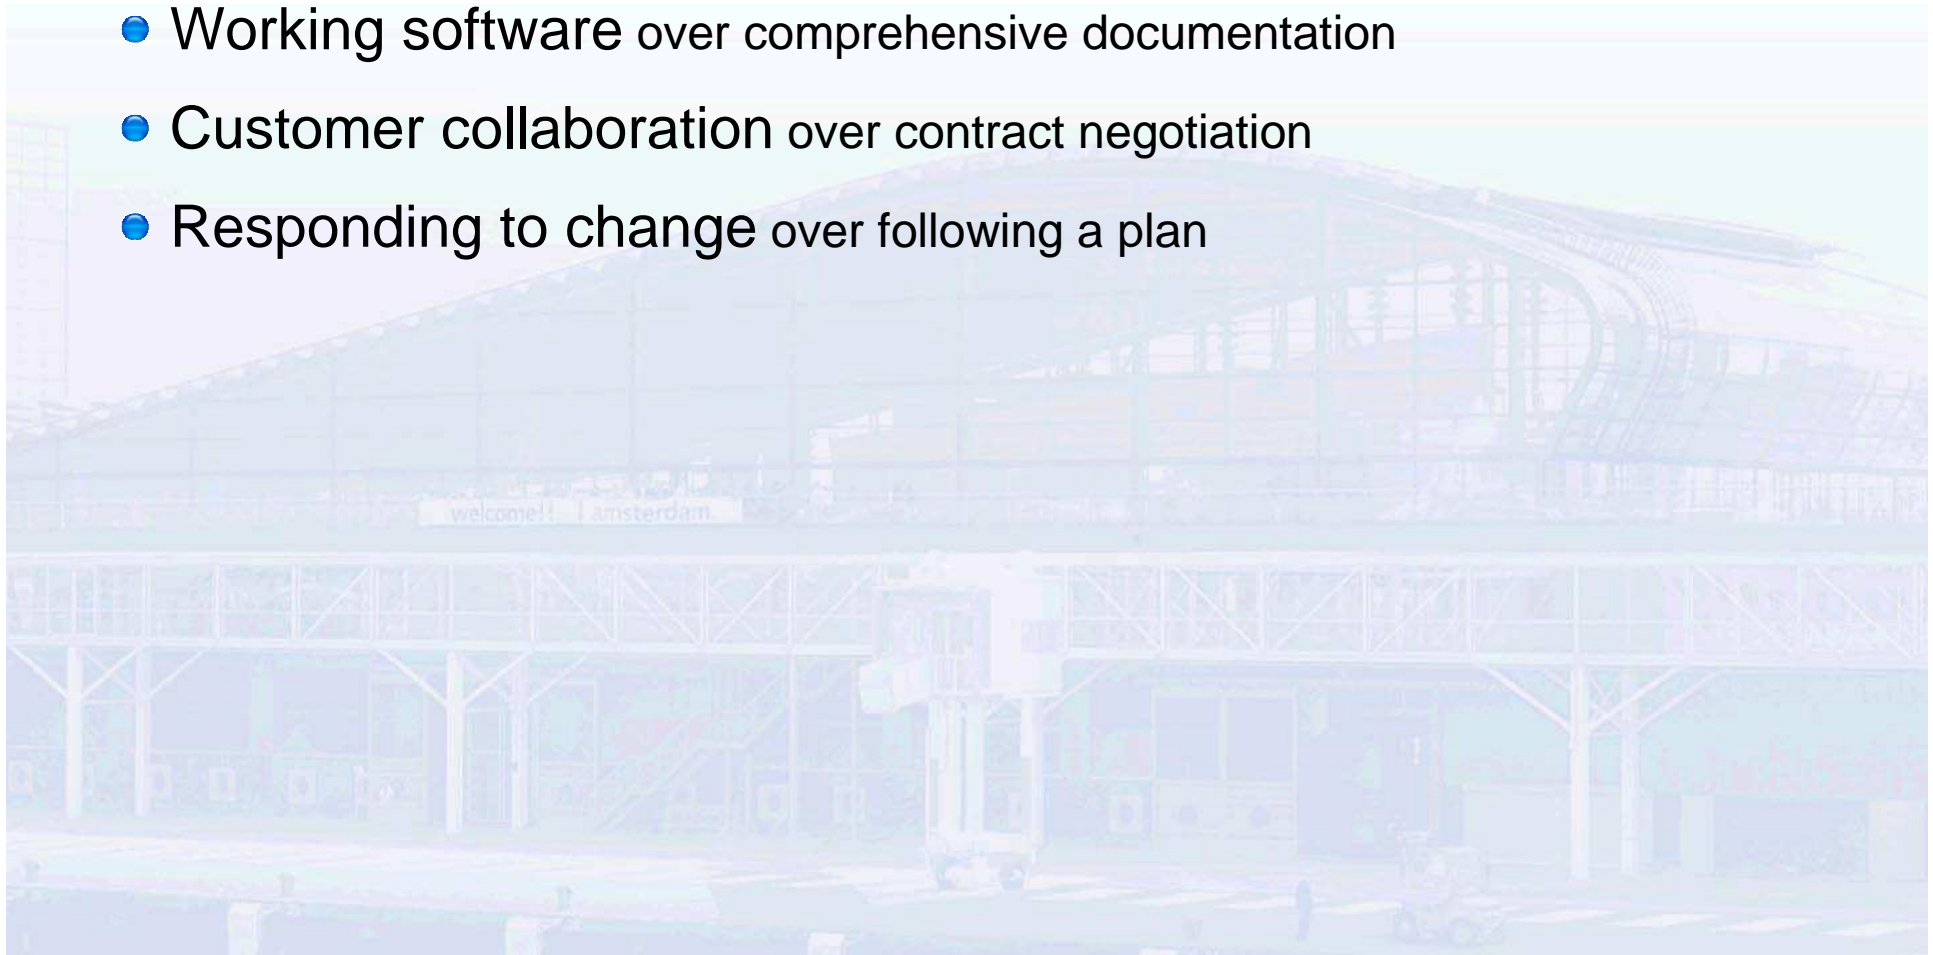 Working software over comprehensive documentation
Customer collaboration over contract negotiation
Responding to change over following a plan
welcome!! I amsterdam.